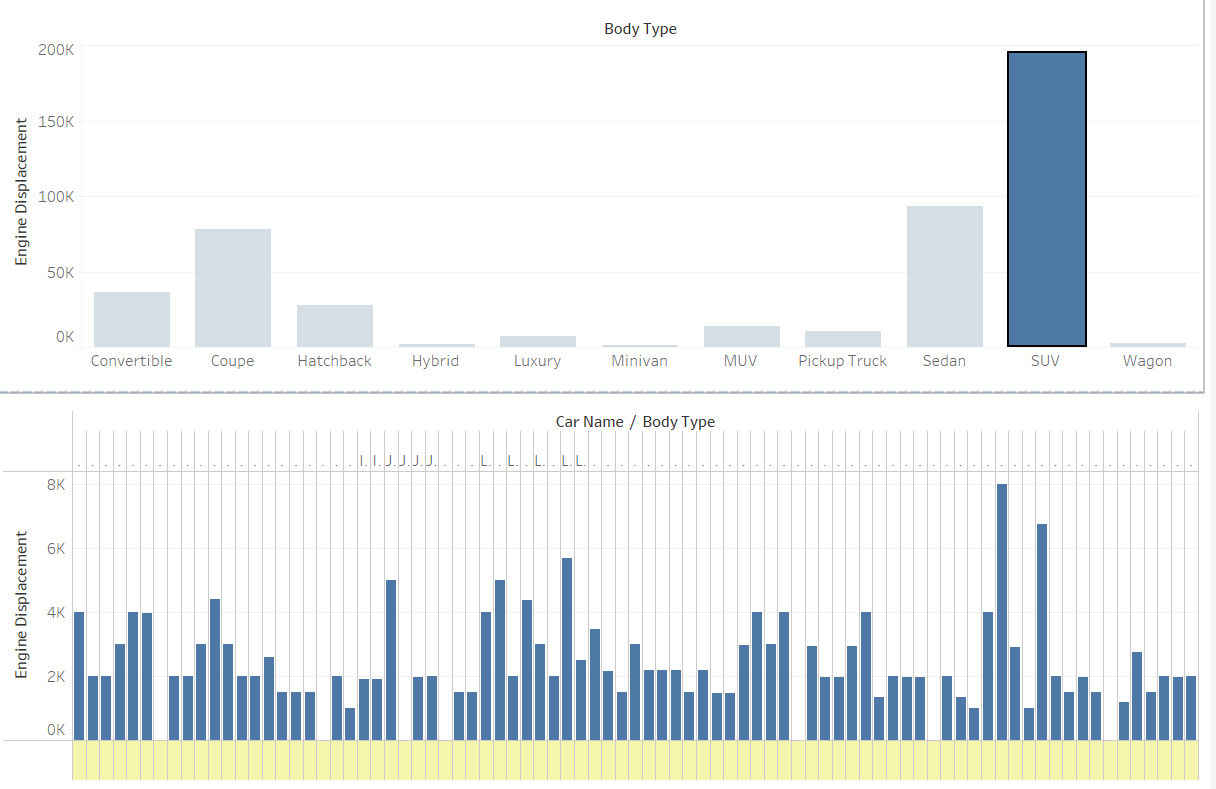 Body Type
200K
150K
100K
50K
0K
Engine Displacement
Convertible Coupe Hatchback Hybrid Luxury Minivan MUV Pickup Truck Sedan SUV Wagon
Car Name / Body Type
I. I. J. J. J. J. L. L. L. L. L.
8K
6K
4K
2K
0K
Engine Displacement